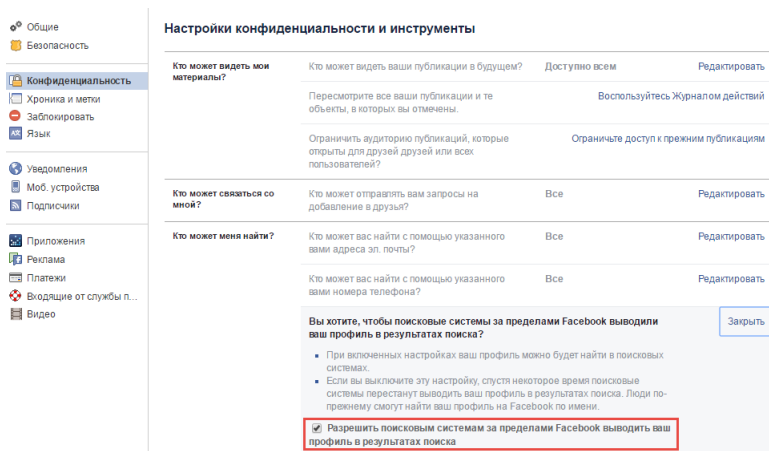 Общие
Безопасность
Конфиденциальность
Хроника и метки
Заблокировать
Язык
Уведомления
Моб. устройства
Подписчики
Приложения
Реклама
Платежи
Входящие от службы п...
Видео
Настройки конфиденциальности и инструменты
Кто может видеть мои
материалы?
Кто может видеть ваши публикации в будущем? Доступно всем Редактировать
Пересмотрите все ваши публикации и те
объекты, в которых вы отмечены.
Воспользуйтесь Журналом действий
Ограничить аудиторию публикаций, которые
открыты для друзей друзей или всех
пользователей?
Ограничьте доступ к прежним публикациям
Кто может связаться со
мной?
Кто может отправлять вам запросы на
добавление в друзья?
Все Редактировать
Кто может меня найти?
Кто может вас найти с помощью указанного
вами адреса эл. почты?
Все Редактировать
Кто может вас найти с помощью указанного
вами номера телефона?
Все Редактировать
Вы хотите, чтобы поисковые системы за пределами Facebook выводили
ваш профиль в результатах поиска?
Закрыть
При включенных настройках ваш профиль можно будет найти в поисковых
системах.
Если вы выключите эту настройку, спустя некоторое время поисковые
системы перестанут выводить ваш профиль в результатах поиска. Люди по-
прежнему смогут найти ваш профиль на Facebook по имени.
Разрешить поисковым системам за пределами Facebook выводить ваш
профиль в результатах поиска